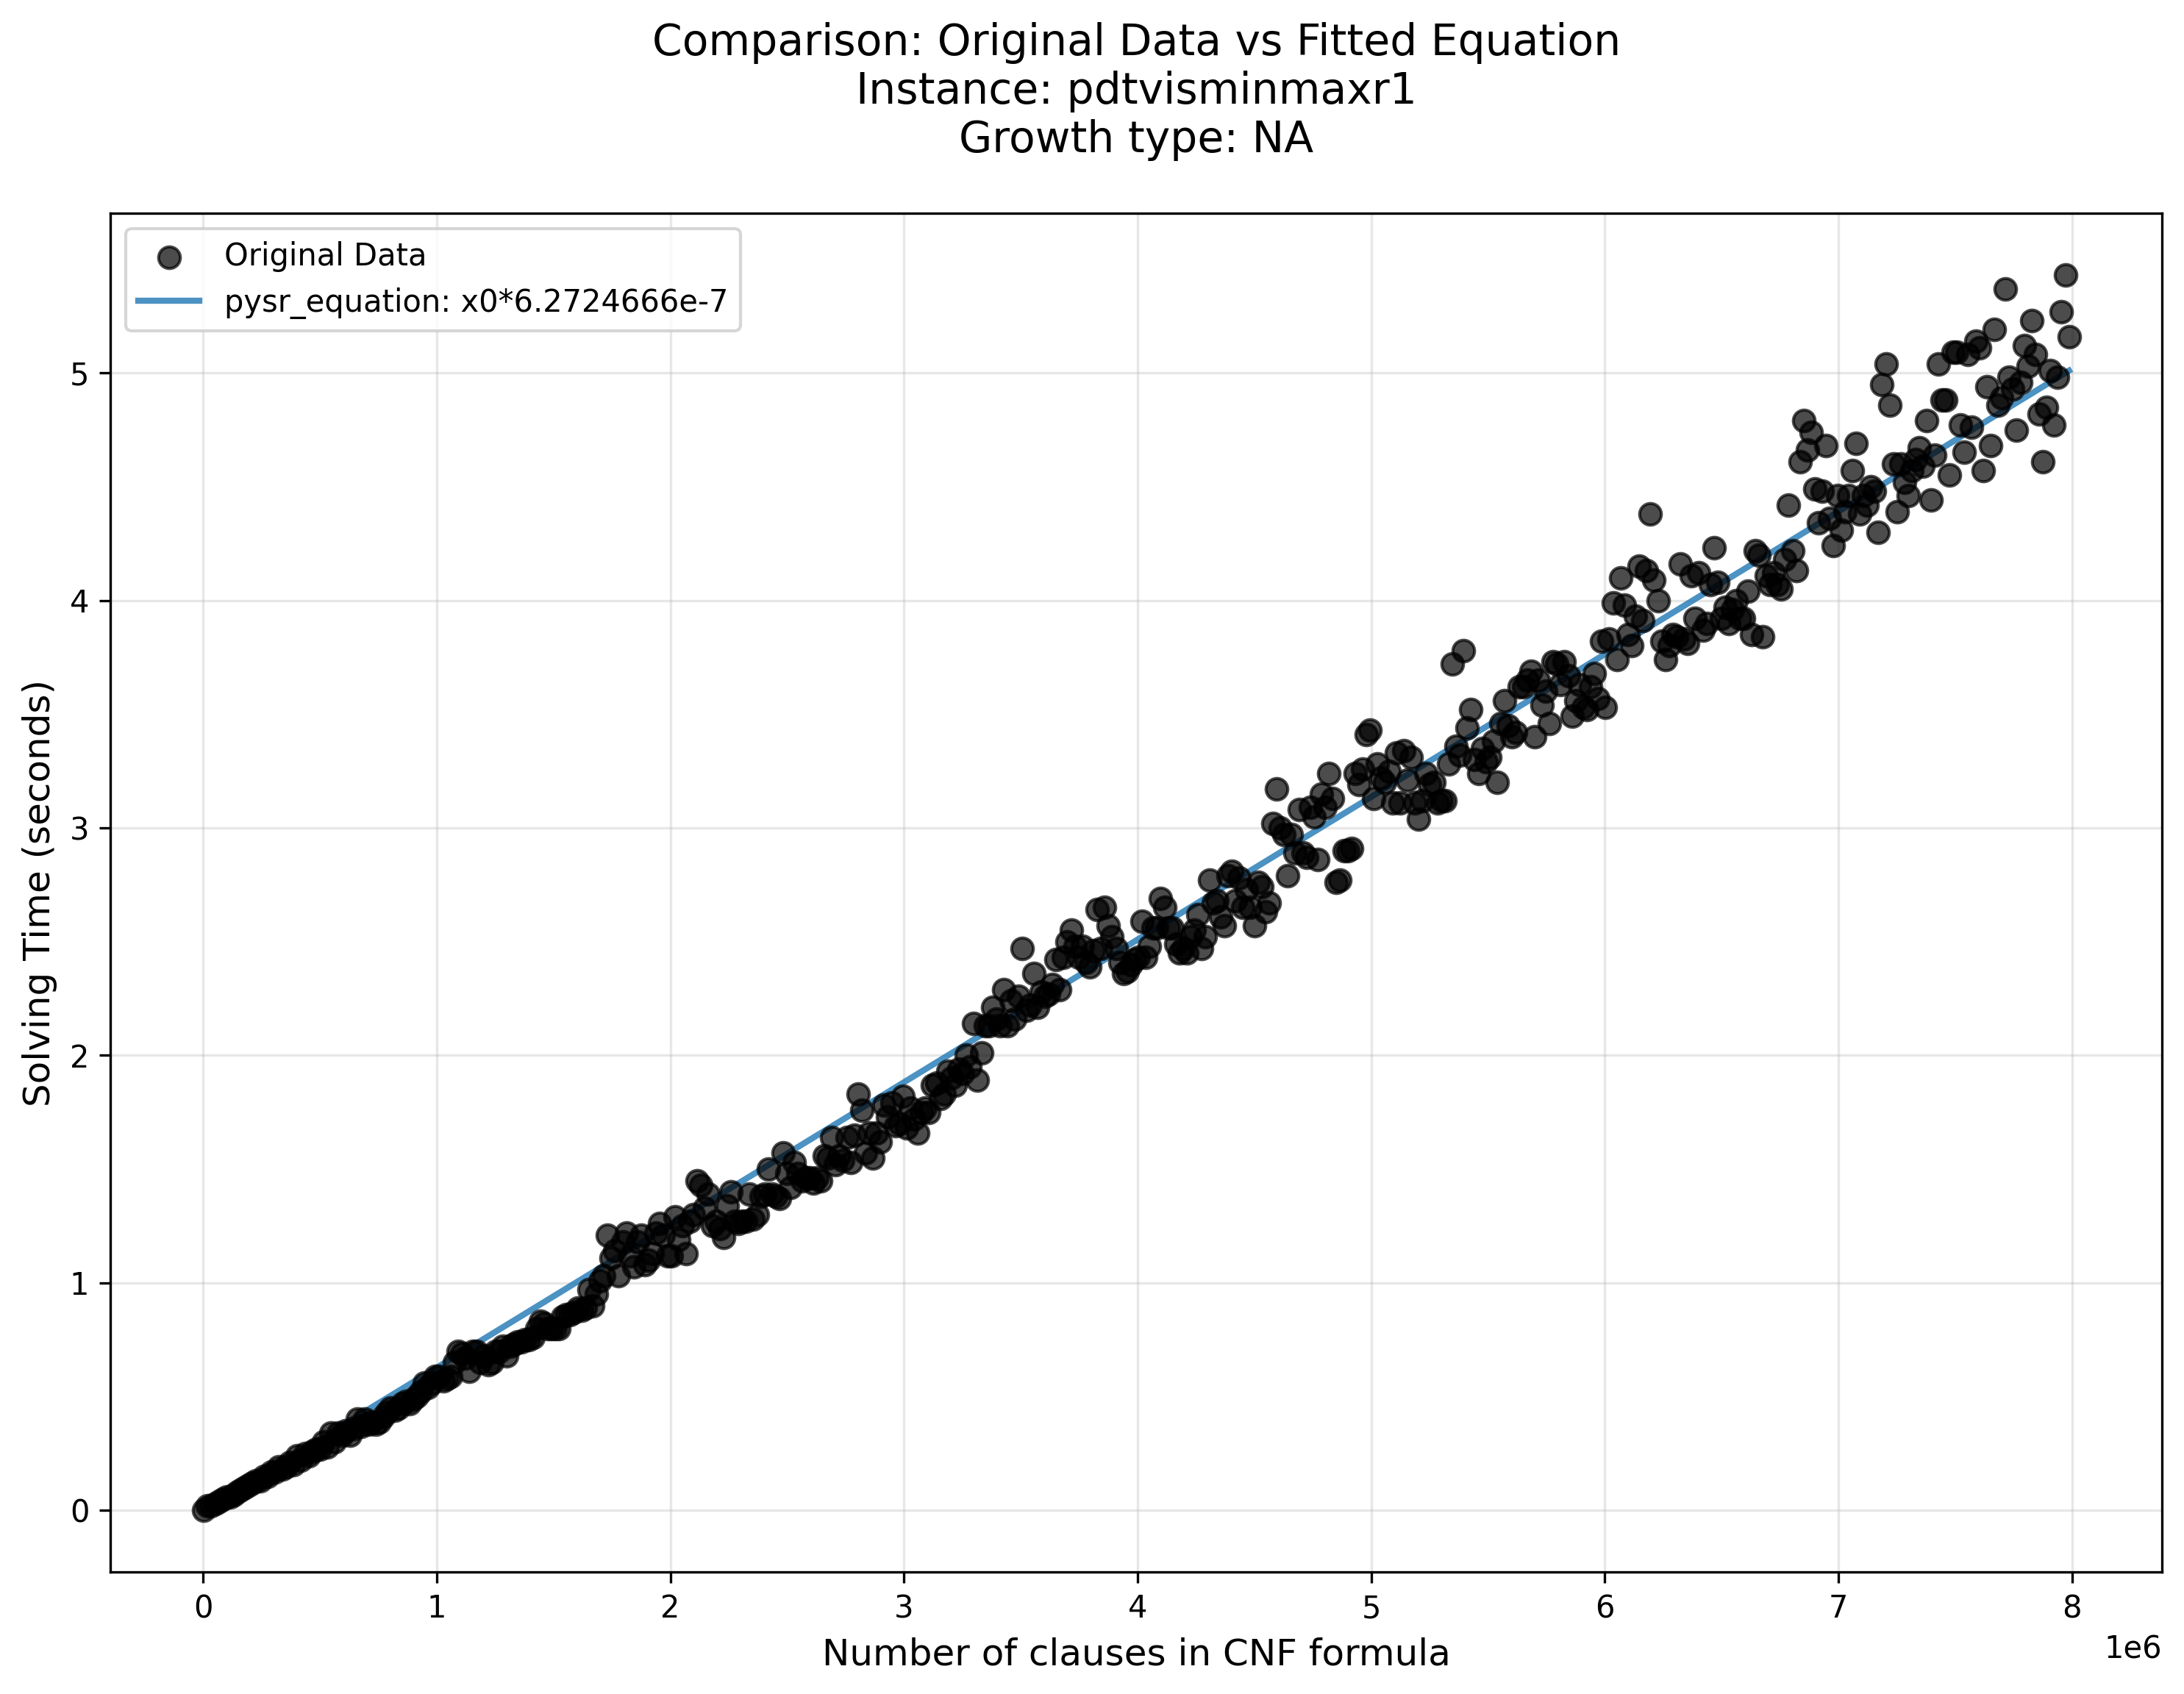 Comparison: Original Data vs Fitted Equation
Instance: pdtvisminmaxr1
Growth type: NA
Original Data
pysr_equation: x0*6.2724666e-7
5
4
3
2
1
0
Solving Time (seconds)
0 1 2 3 4 5 6 7 8
1e6
Number of clauses in CNF formula